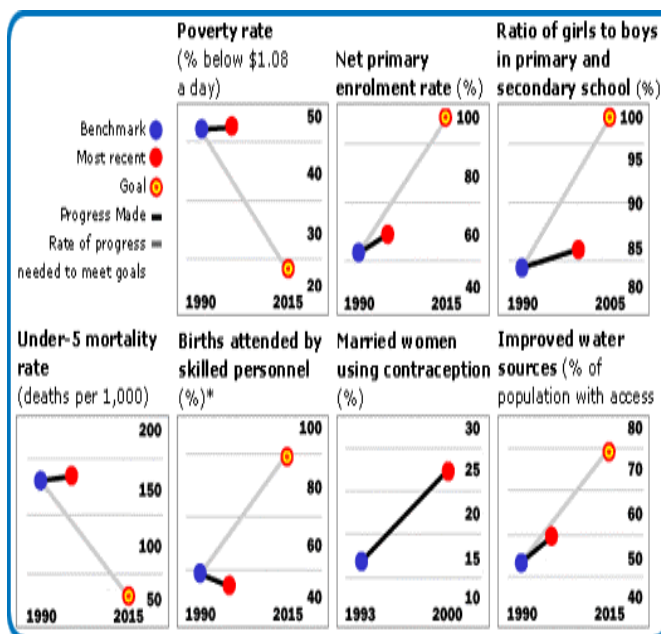 Poverty rate
(% below $1.08
a day)
Benchmark
Most recent
Goal
Progress Made
Rate of progress
needed to meet goals
50
40
30
20
1990 2015
Net primary
enrolment rate (%)
100
80
60
40
1990 2015
Ratio of girls to boys
in primary and
secondary school (%)
100
95
90
85
80
1990 2005
Under-5 mortality
rate
(deaths per 1,000)
200
150
100
50
1990 2015
Births attended by
skilled personnel
(%)*
100
80
60
40
1990 2015
Married women
using contraception
(%)
30
25
20
15
10
1993 2000
Improved water
sources (% of
population with access
80
70
60
50
40
1990 2015